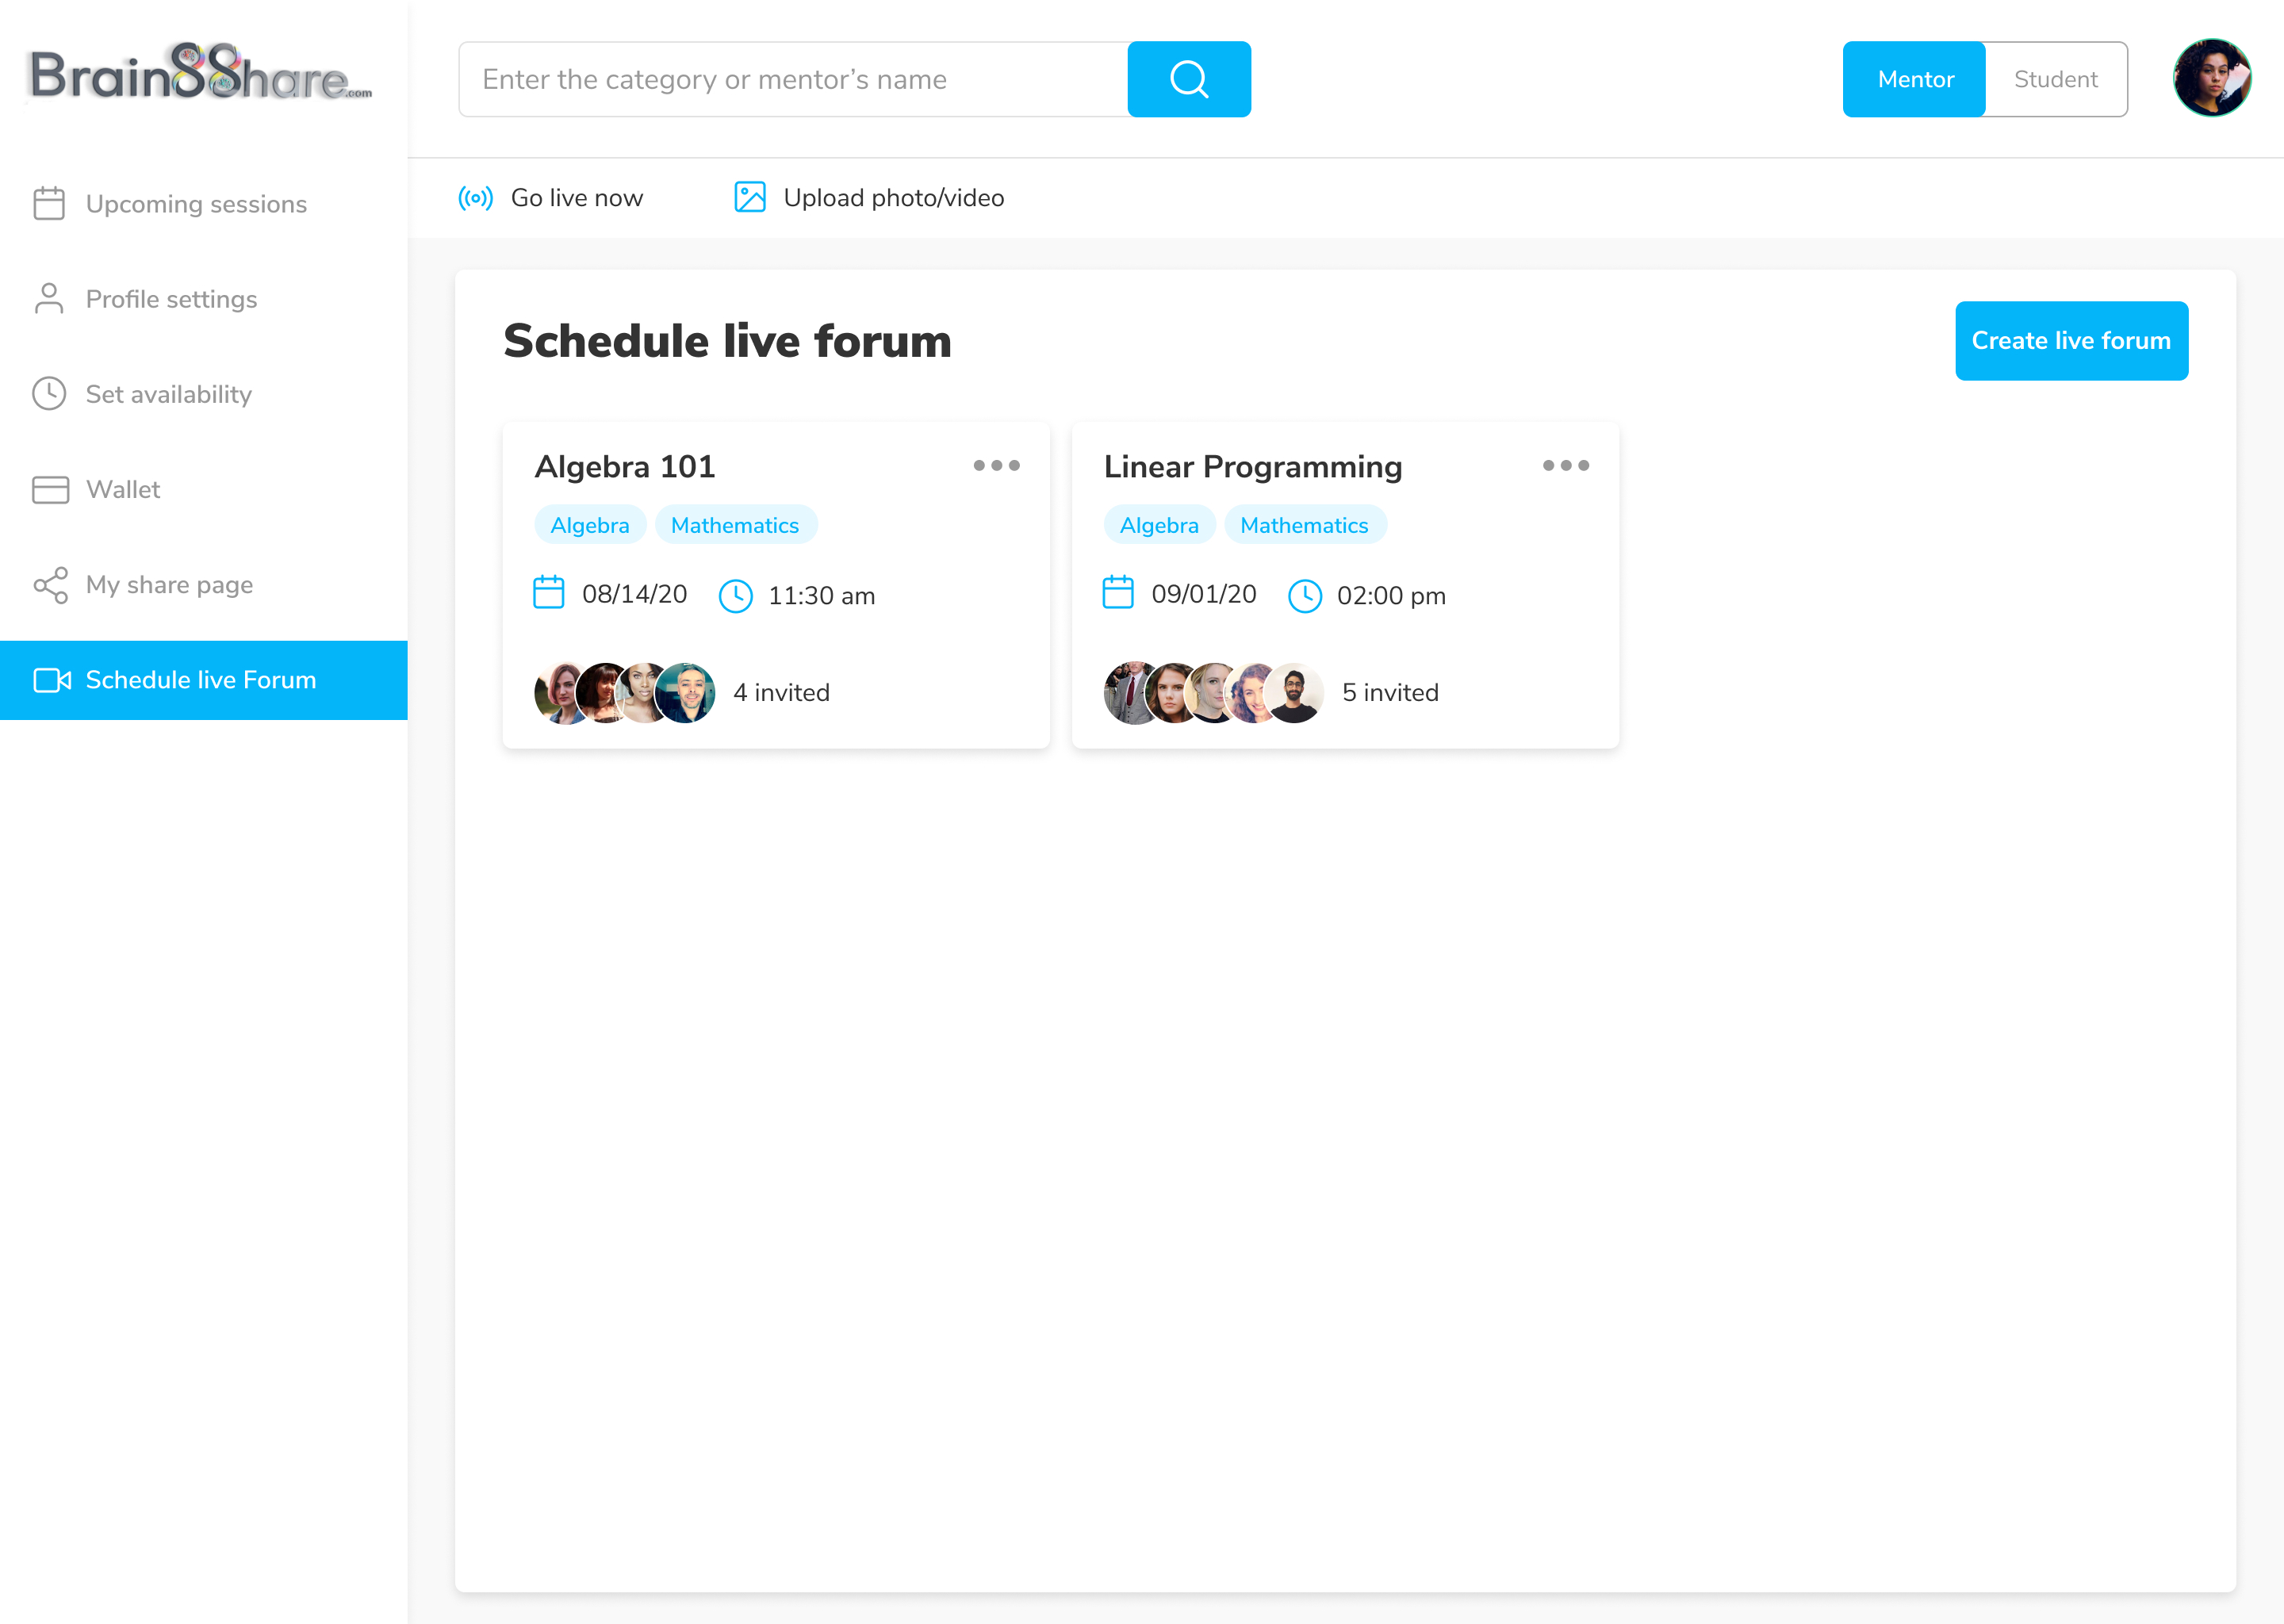 Brain88hare.com
Enter the category or mentor’s name
Mentor
Student
Go live now
Upload photo/video
Upcoming sessions
Profile settings
Set availability
Wallet
My share page
Schedule live Forum
Schedule live forum
Create live forum
Algebra 101
Algebra
Mathematics
08/14/20
11:30 am
4 invited
Linear Programming
Algebra
Mathematics
09/01/20
02:00 pm
5 invited